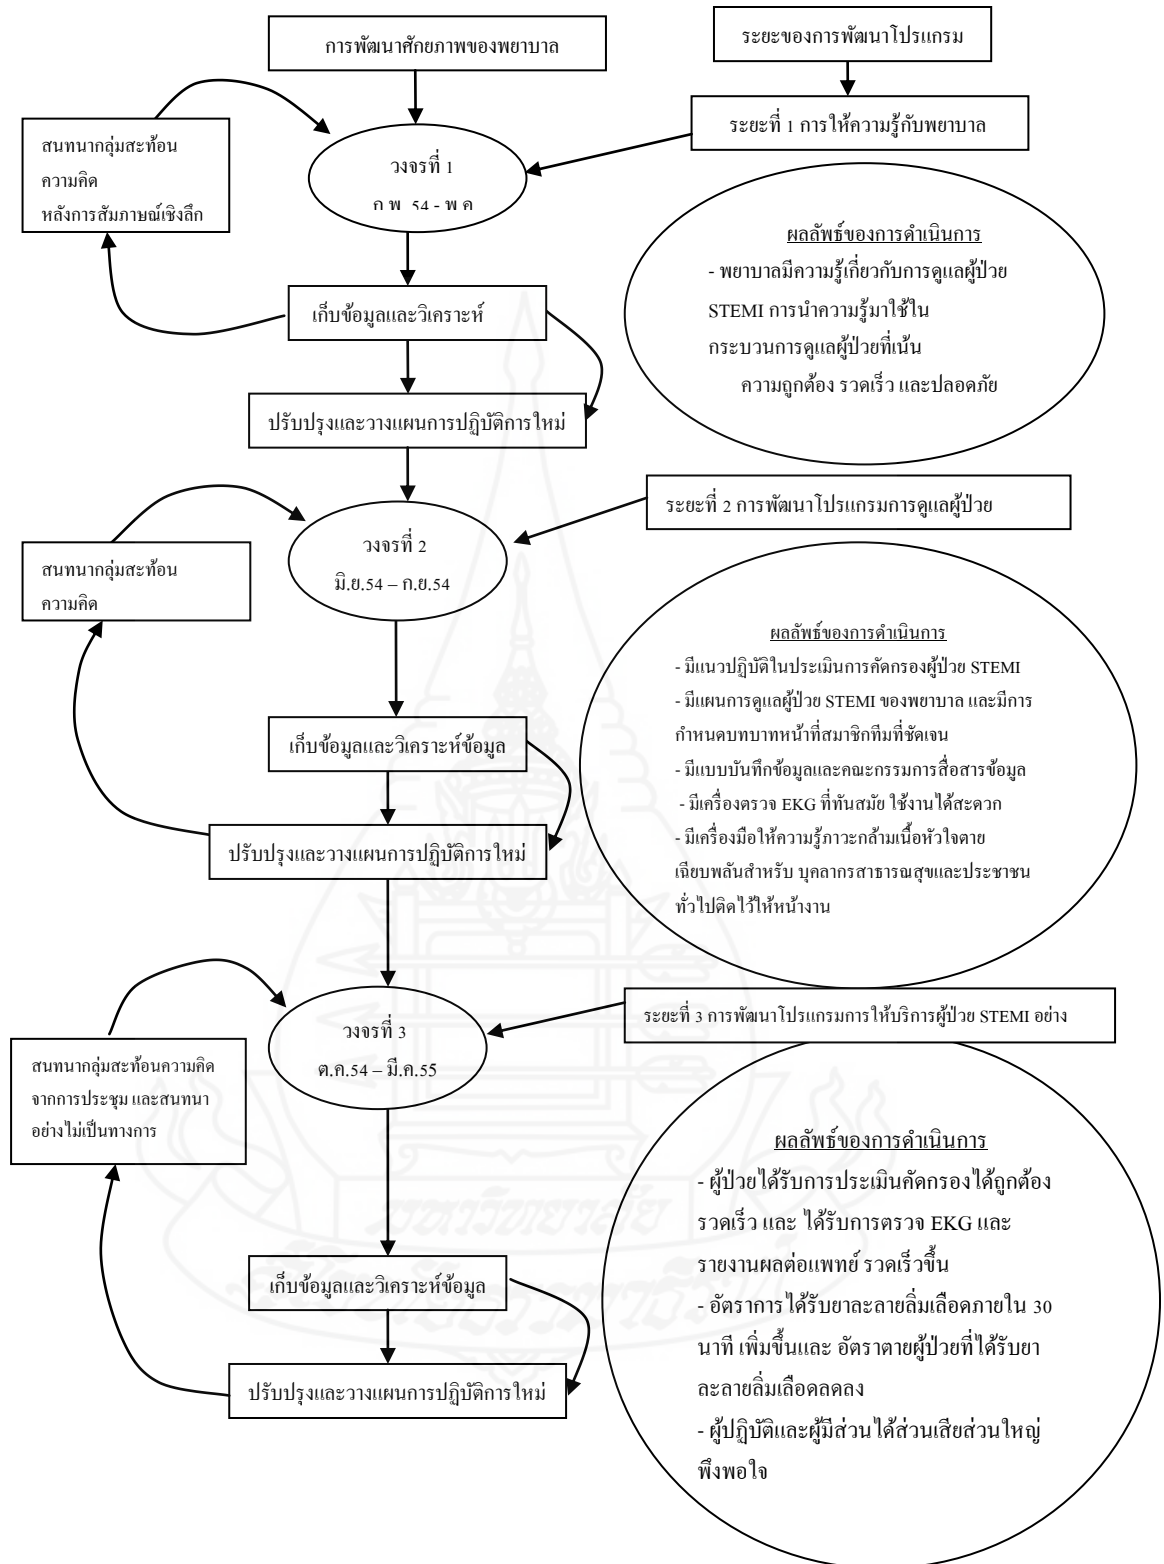 การพัฒนาศักยภาพของพยาบาล
ระยะของการพัฒนาโปรแกรม
ระยะที่ 1 การให้ความรู้กับพยาบาล
สนทนากลุ่มสะท้อน
ความคิด
หลังการสัมภาษณ์เชิงลึก
วงจรที่ 1
ก พ 54 - พ ค
ผลลัพธ์ของการดำเนินการ
- พยาบาลมีความรู้เกี่ยวกับการดูแลผู้ป่วย
STEMI การนำความรู้มาใช้ใน
กระบวนการดูแลผู้ป่วยที่เน้น
ความถูกต้อง รวดเร็ว และปลอดภัย
เก็บข้อมูลและวิเคราะห์
ปรับปรุงและวางแผนการปฏิบัติการใหม่
ระยะที่ 2 การพัฒนาโปรแกรมการดูแลผู้ป่วย
วงจรที่ 2
มิ.ย.54 – ก.ย.54
สนทนากลุ่มสะท้อน
ความคิด
ผลลัพธ์ของการดำเนินการ
- มีแนวปฏิบัติในประเมินการคัดกรองผู้ป่วย STEMI
- มีแผนการดูแลผู้ป่วย STEMI ของพยาบาล และมีการ
กำหนดบทบาทหน้าที่สมาชิกทีมที่ชัดเจน
- มีแบบบันทึกข้อมูลและคณะกรรมการสื่อสารข้อมูล
- มีเครื่องตรวจ EKG ที่ทันสมัย ใช้งานได้สะดวก
- มีเครื่องมือให้ความรู้ภาวะกล้ามเนื้อหัวใจตาย
เฉียบพลันสำหรับ บุคลากรสาธารณสุขและประชาชน
ทั่วไปติดไว้ให้หน้างาน
เก็บข้อมูลและวิเคราะห์ข้อมูล
ปรับปรุงและวางแผนการปฏิบัติการใหม่
ระยะที่ 3 การพัฒนาโปรแกรมการให้บริการผู้ป่วย STEMI อย่าง
วงจรที่ 3
ต.ค.54 – มี.ค.55
สนทนากลุ่มสะท้อนความคิด
จากการประชุม และสนทนา
อย่างไม่เป็นทางการ
ผลลัพธ์ของการดำเนินการ
- ผู้ป่วยได้รับการประเมินคัดกรองได้ถูกต้อง
รวดเร็ว และ ได้รับการตรวจ EKG และ
รายงานผลต่อแพทย์ รวดเร็วขึ้น
- อัตราการได้รับยาละลายลิ่มเลือดภายใน 30
นาที เพิ่มขึ้นและ อัตราตายผู้ป่วยที่ได้รับยา
ละลายลิ่มเลือดลดลง
- ผู้ปฏิบัติและผู้มีส่วนได้ส่วนเสียส่วนใหญ่
พึงพอใจ
เก็บข้อมูลและวิเคราะห์ข้อมูล
ปรับปรุงและวางแผนการปฏิบัติการใหม่
มหาวิทยาลัย
สุโขทัยธรรมาธิราช